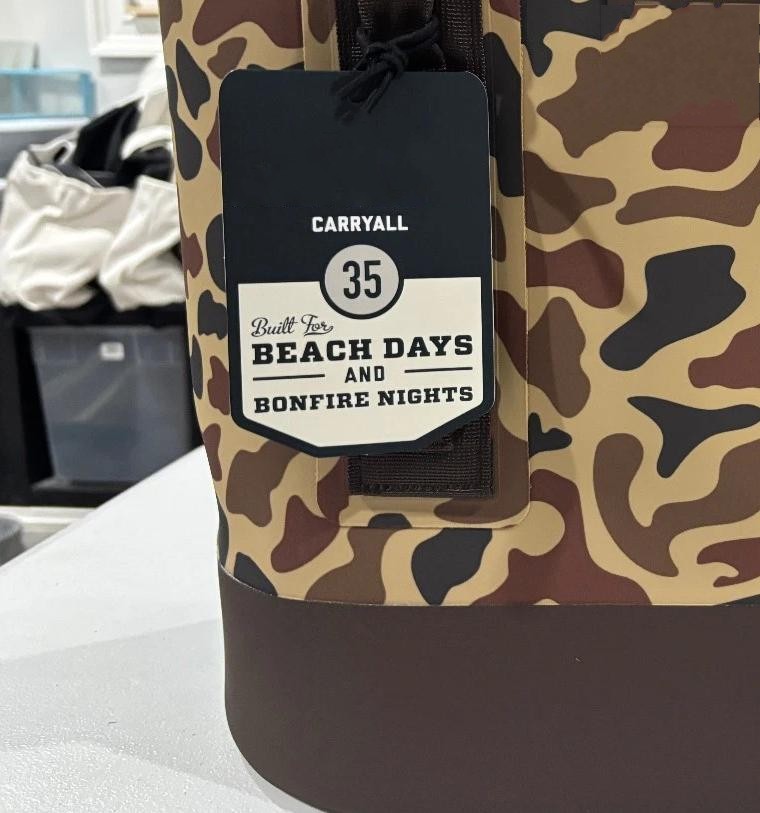 CARRYALL
35
Built For
BEACH DAYS
AND
BONFIRE NIGHTS